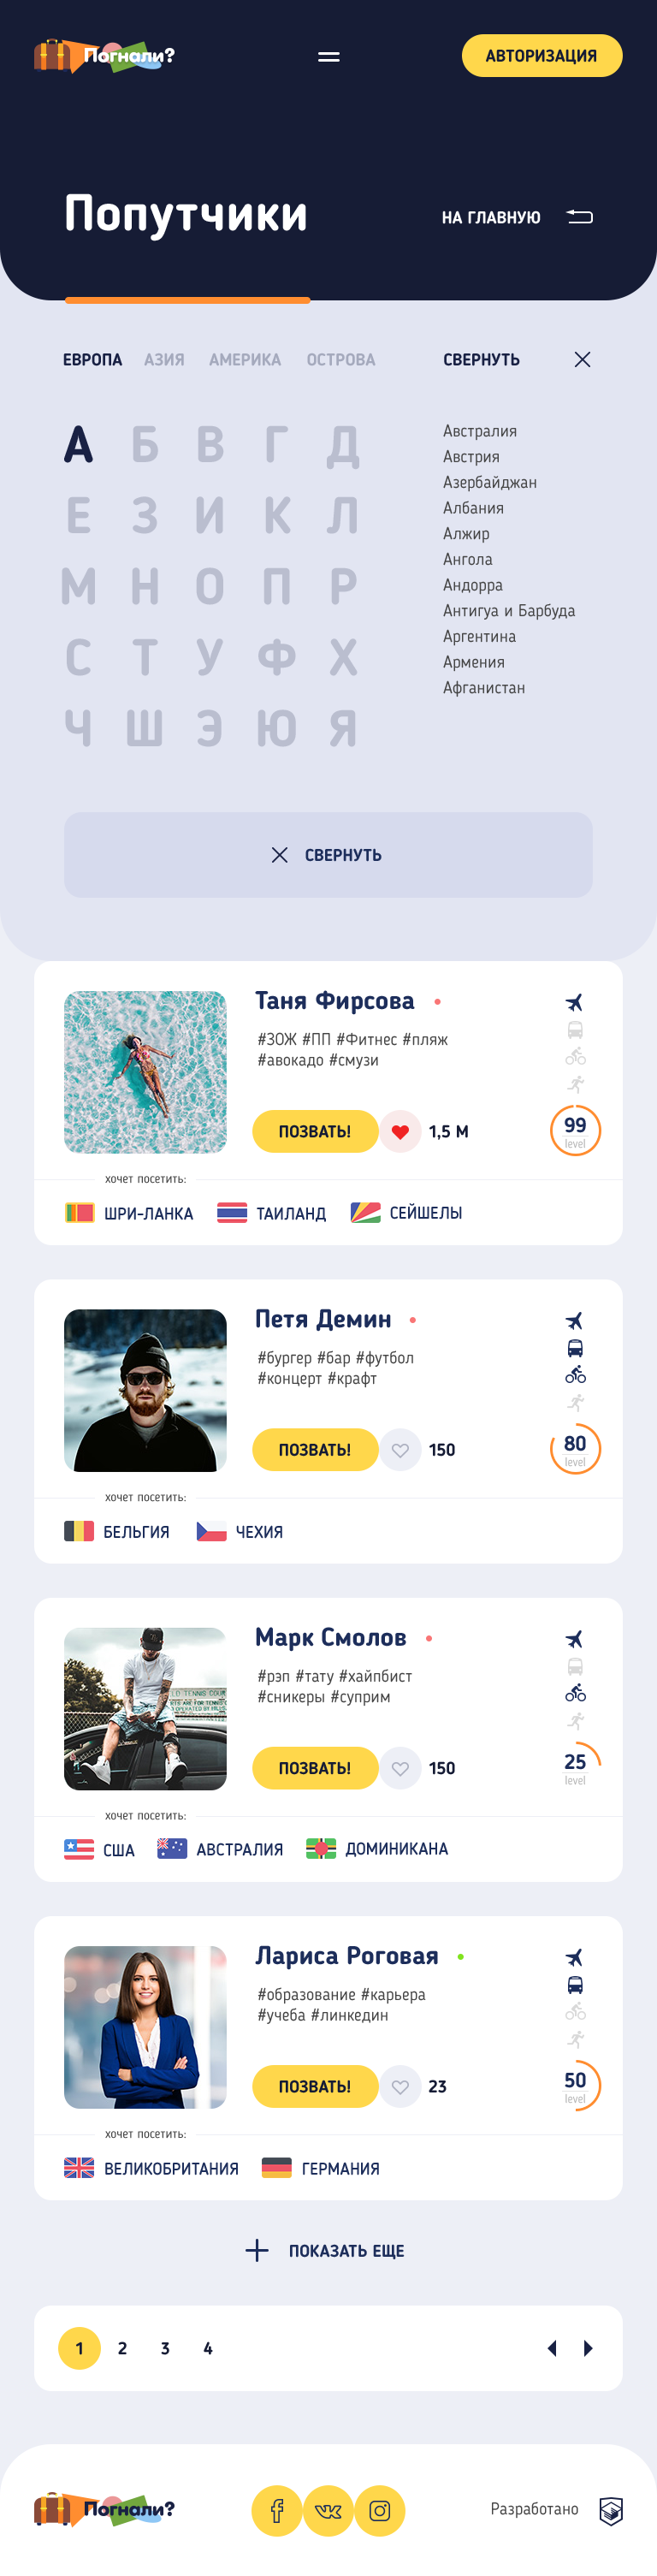 Погнали?
АВТОРИЗАЦИЯ
Попутчики
НА ГЛАВНУЮ
ЕВРОПА АЗИЯ АМЕРИКА ОСТРОВА
СВЕРНУТЬ
А Б В Г Д
Е З И К Л
М Н О П Р
С Т У Ф Х
Ч Ш Э Ю Я
Австралия
Австрия
Азербайджан
Албания
Алжир
Ангола
Андорра
Антигуа и Барбуда
Аргентина
Армения
Афганистан
СВЕРНУТЬ
Таня Фирсова
#ЗОЖ #ПП #Фитнес #пляж
#авокадо #смузи
ПОЗВАТЬ! 1,5 М
99
level
хочет посетить:
ШРИ-ЛАНКА ТАИЛАНД СЕЙШЕЛЫ
Петя Демин
#бургер #бар #футбол
#концерт #крафт
ПОЗВАТЬ! 150
80
level
хочет посетить:
БЕЛЬГИЯ ЧЕХИЯ
Марк Смолов
#рэп #тату #хайпбист
#сникеры #суприм
ПОЗВАТЬ! 150
25
level
хочет посетить:
США АВСТРАЛИЯ ДОМИНИКАНА
Лариса Роговая
#образование #карьера
#учеба #линкедин
ПОЗВАТЬ! 23
50
level
хочет посетить:
ВЕЛИКОБРИТАНИЯ ГЕРМАНИЯ
ПОКАЗАТЬ ЕЩЕ
1 2 3 4
Погнали?
Разработано